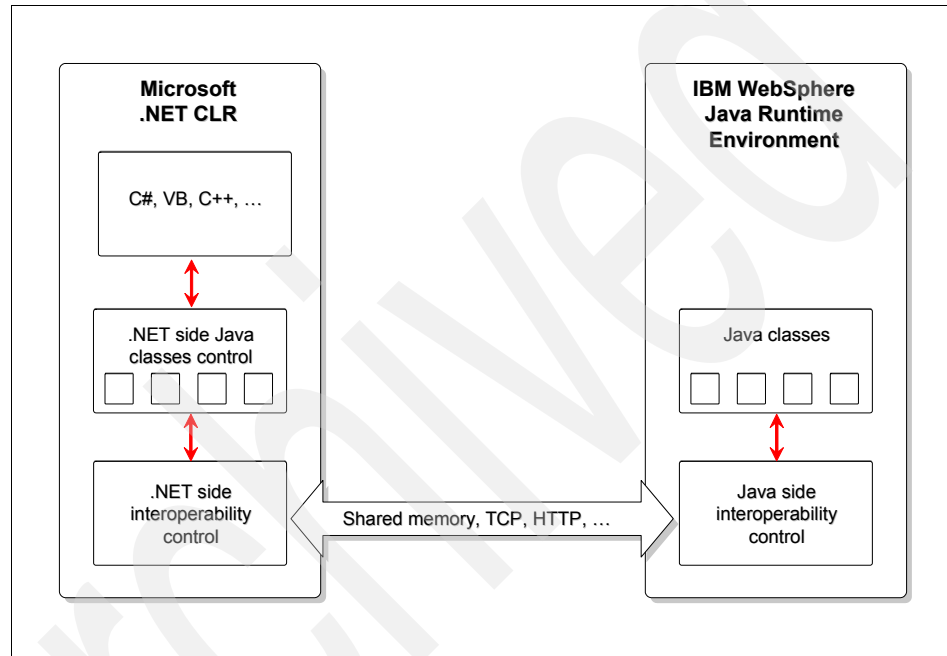 Microsoft
.NET CLR
C#, VB, C++, …
.NET side Java
classes control
.NET side
interoperability
control
Shared memory, TCP, HTTP, …
IBM WebSphere
Java Runtime
Environment
Java classes
Java side
interoperability
control